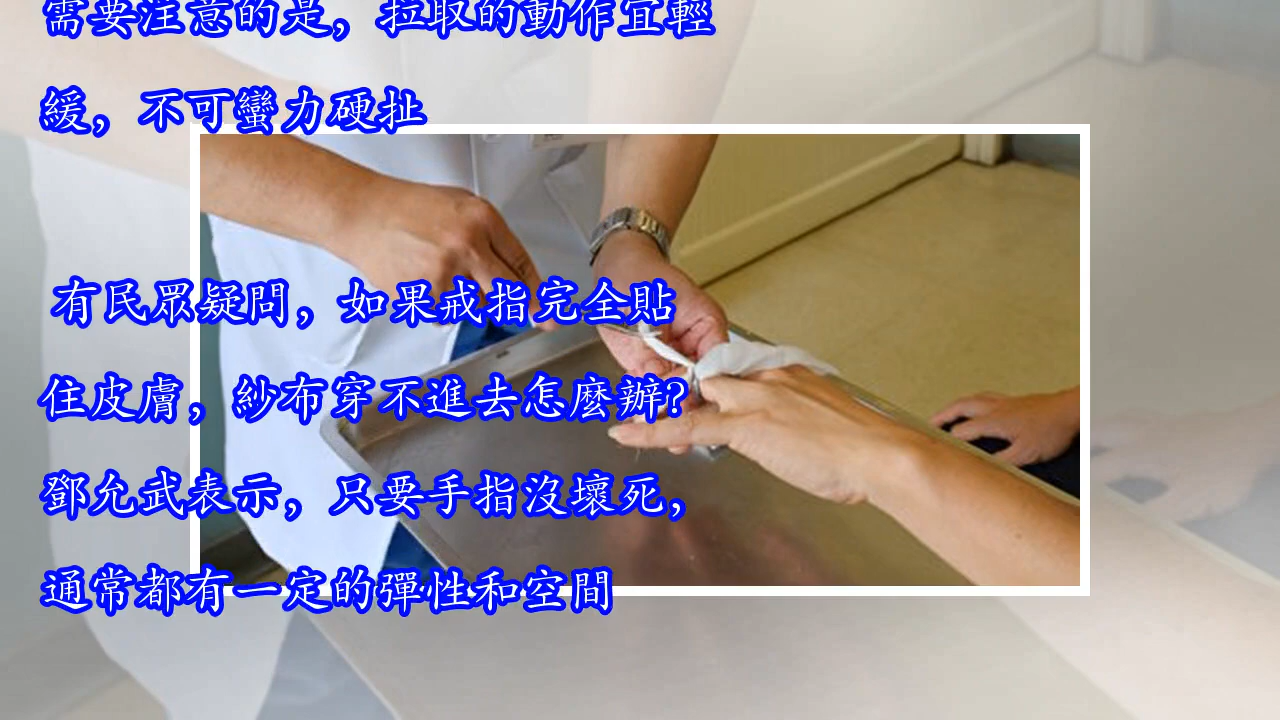 需要注意的是，拉取的動作宜輕
緩，不可蠻力硬扯
有民眾疑問，如果戒指完全貼
住皮膚，紗布穿不進去怎麼辦？
鄧允武表示，只要手指沒壞死，
通常都有一定的彈性和空間